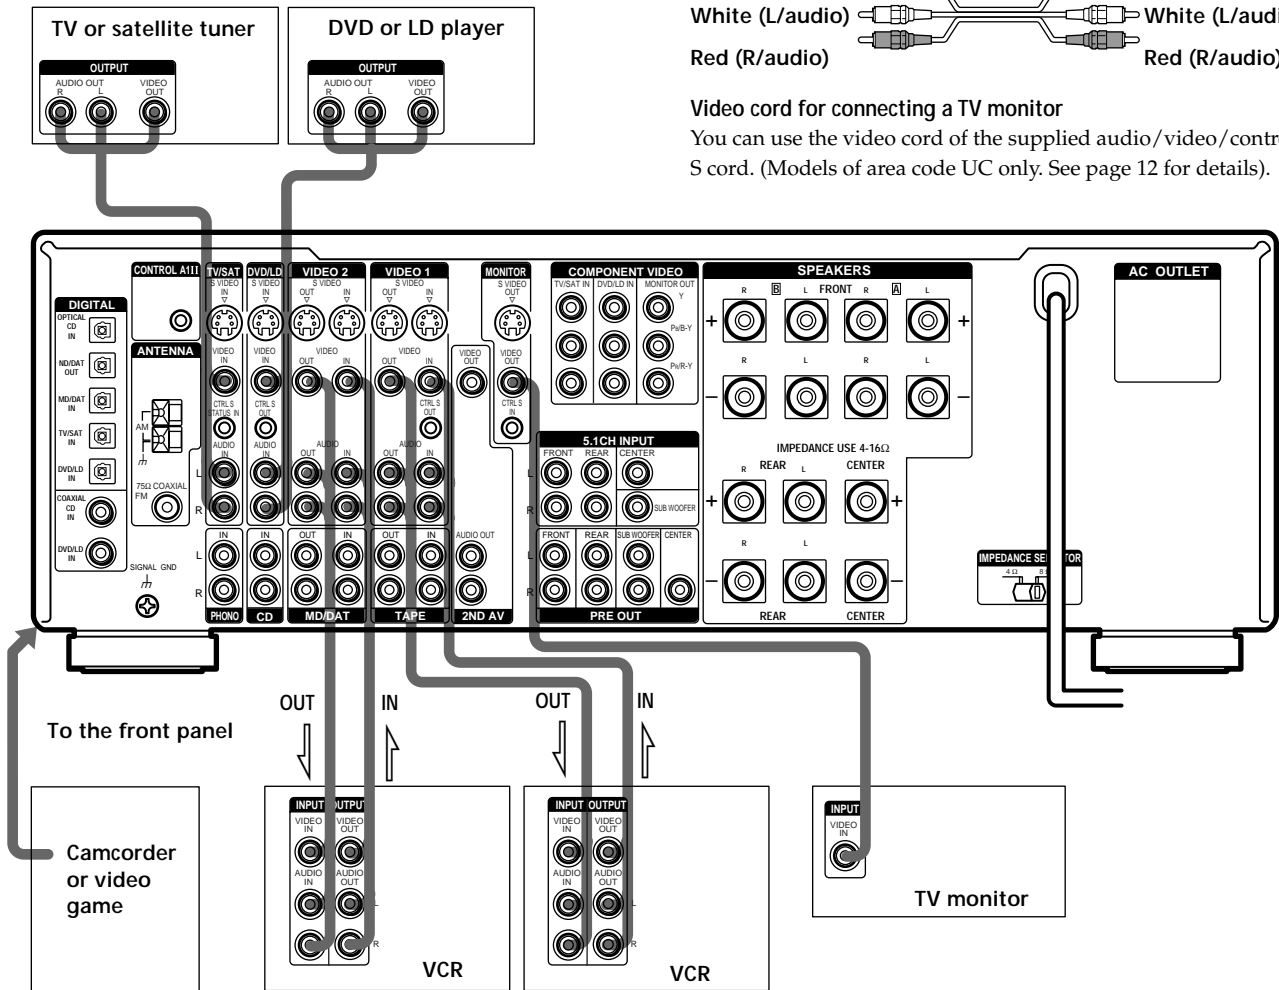 TV or satellite tuner
OUTPUT
AUDIO OUT
R L
VIDEO OUT
DVD or LD player
OUTPUT
AUDIO OUT
R L
VIDEO OUT
White (L/audio)
Red (R/audio)
White (L/audi
Red (R/audio)
Video cord for connecting a TV monitor
You can use the video cord of the supplied audio/video/contr
S cord. (Models of area code UC only. See page 12 for details).
DIGITAL
OPTICAL
CD
IN
MD/DAT
OUT
MD/DAT
IN
TV/SAT
IN
DVD/LD
IN
COAXIAL
CD
IN
DVD/LD
IN
CONTROL A1II
ANTENNA
AM
75Ω COAXIAL
FM
SIGNAL GND
TV/SAT
S VIDEO
IN
VIDEO
IN
CTRL S
STATUS IN
AUDIO
IN
DVD/LD
S VIDEO
IN
VIDEO
IN
CTRL S
OUT
AUDIO
IN
VIDEO 2
S VIDEO
OUT IN
VIDEO
OUT IN
AUDIO
OUT IN
VIDEO 1
S VIDEO
OUT IN
VIDEO
OUT IN
CTRL S
OUT
AUDIO
OUT IN
L
R
IN
PHONO
IN
CD
OUT IN
MD/DAT
OUT IN
TAPE
L
R
VIDEO
OUT
AUDIO OUT
2ND AV
MONITOR
S VIDEO
OUT
VIDEO
OUT
CTRL S
IN
COMPONENT VIDEO
TV/SAT IN DVD/LD IN MONITOR OUT
Y
PB/B-Y
PR/R-Y
5.1CH INPUT
FRONT REAR CENTER
L
R
SUB WOOFER
FRONT REAR SUB WOOFER CENTER
L
R
PRE OUT
SPEAKERS
R B L FRONT R A L
+ +
R L R L
– –
IMPEDANCE USE 4-16Ω
R REAR L CENTER
+ +
R L
– –
REAR CENTER
AC OUTLET
IMPEDANCE SE TOR
4 Ω 8
To the front panel
OUT IN
OUT IN
Camcorder
or video
game
INPUT OUTPUT
VIDEO IN
VIDEO OUT
AUDIO IN
AUDIO OUT
L
R
VCR
INPUT OUTPUT
VIDEO IN
VIDEO OUT
AUDIO IN
AUDIO OUT
L
R
VCR
INPUT
VIDEO
IN
TV monitor